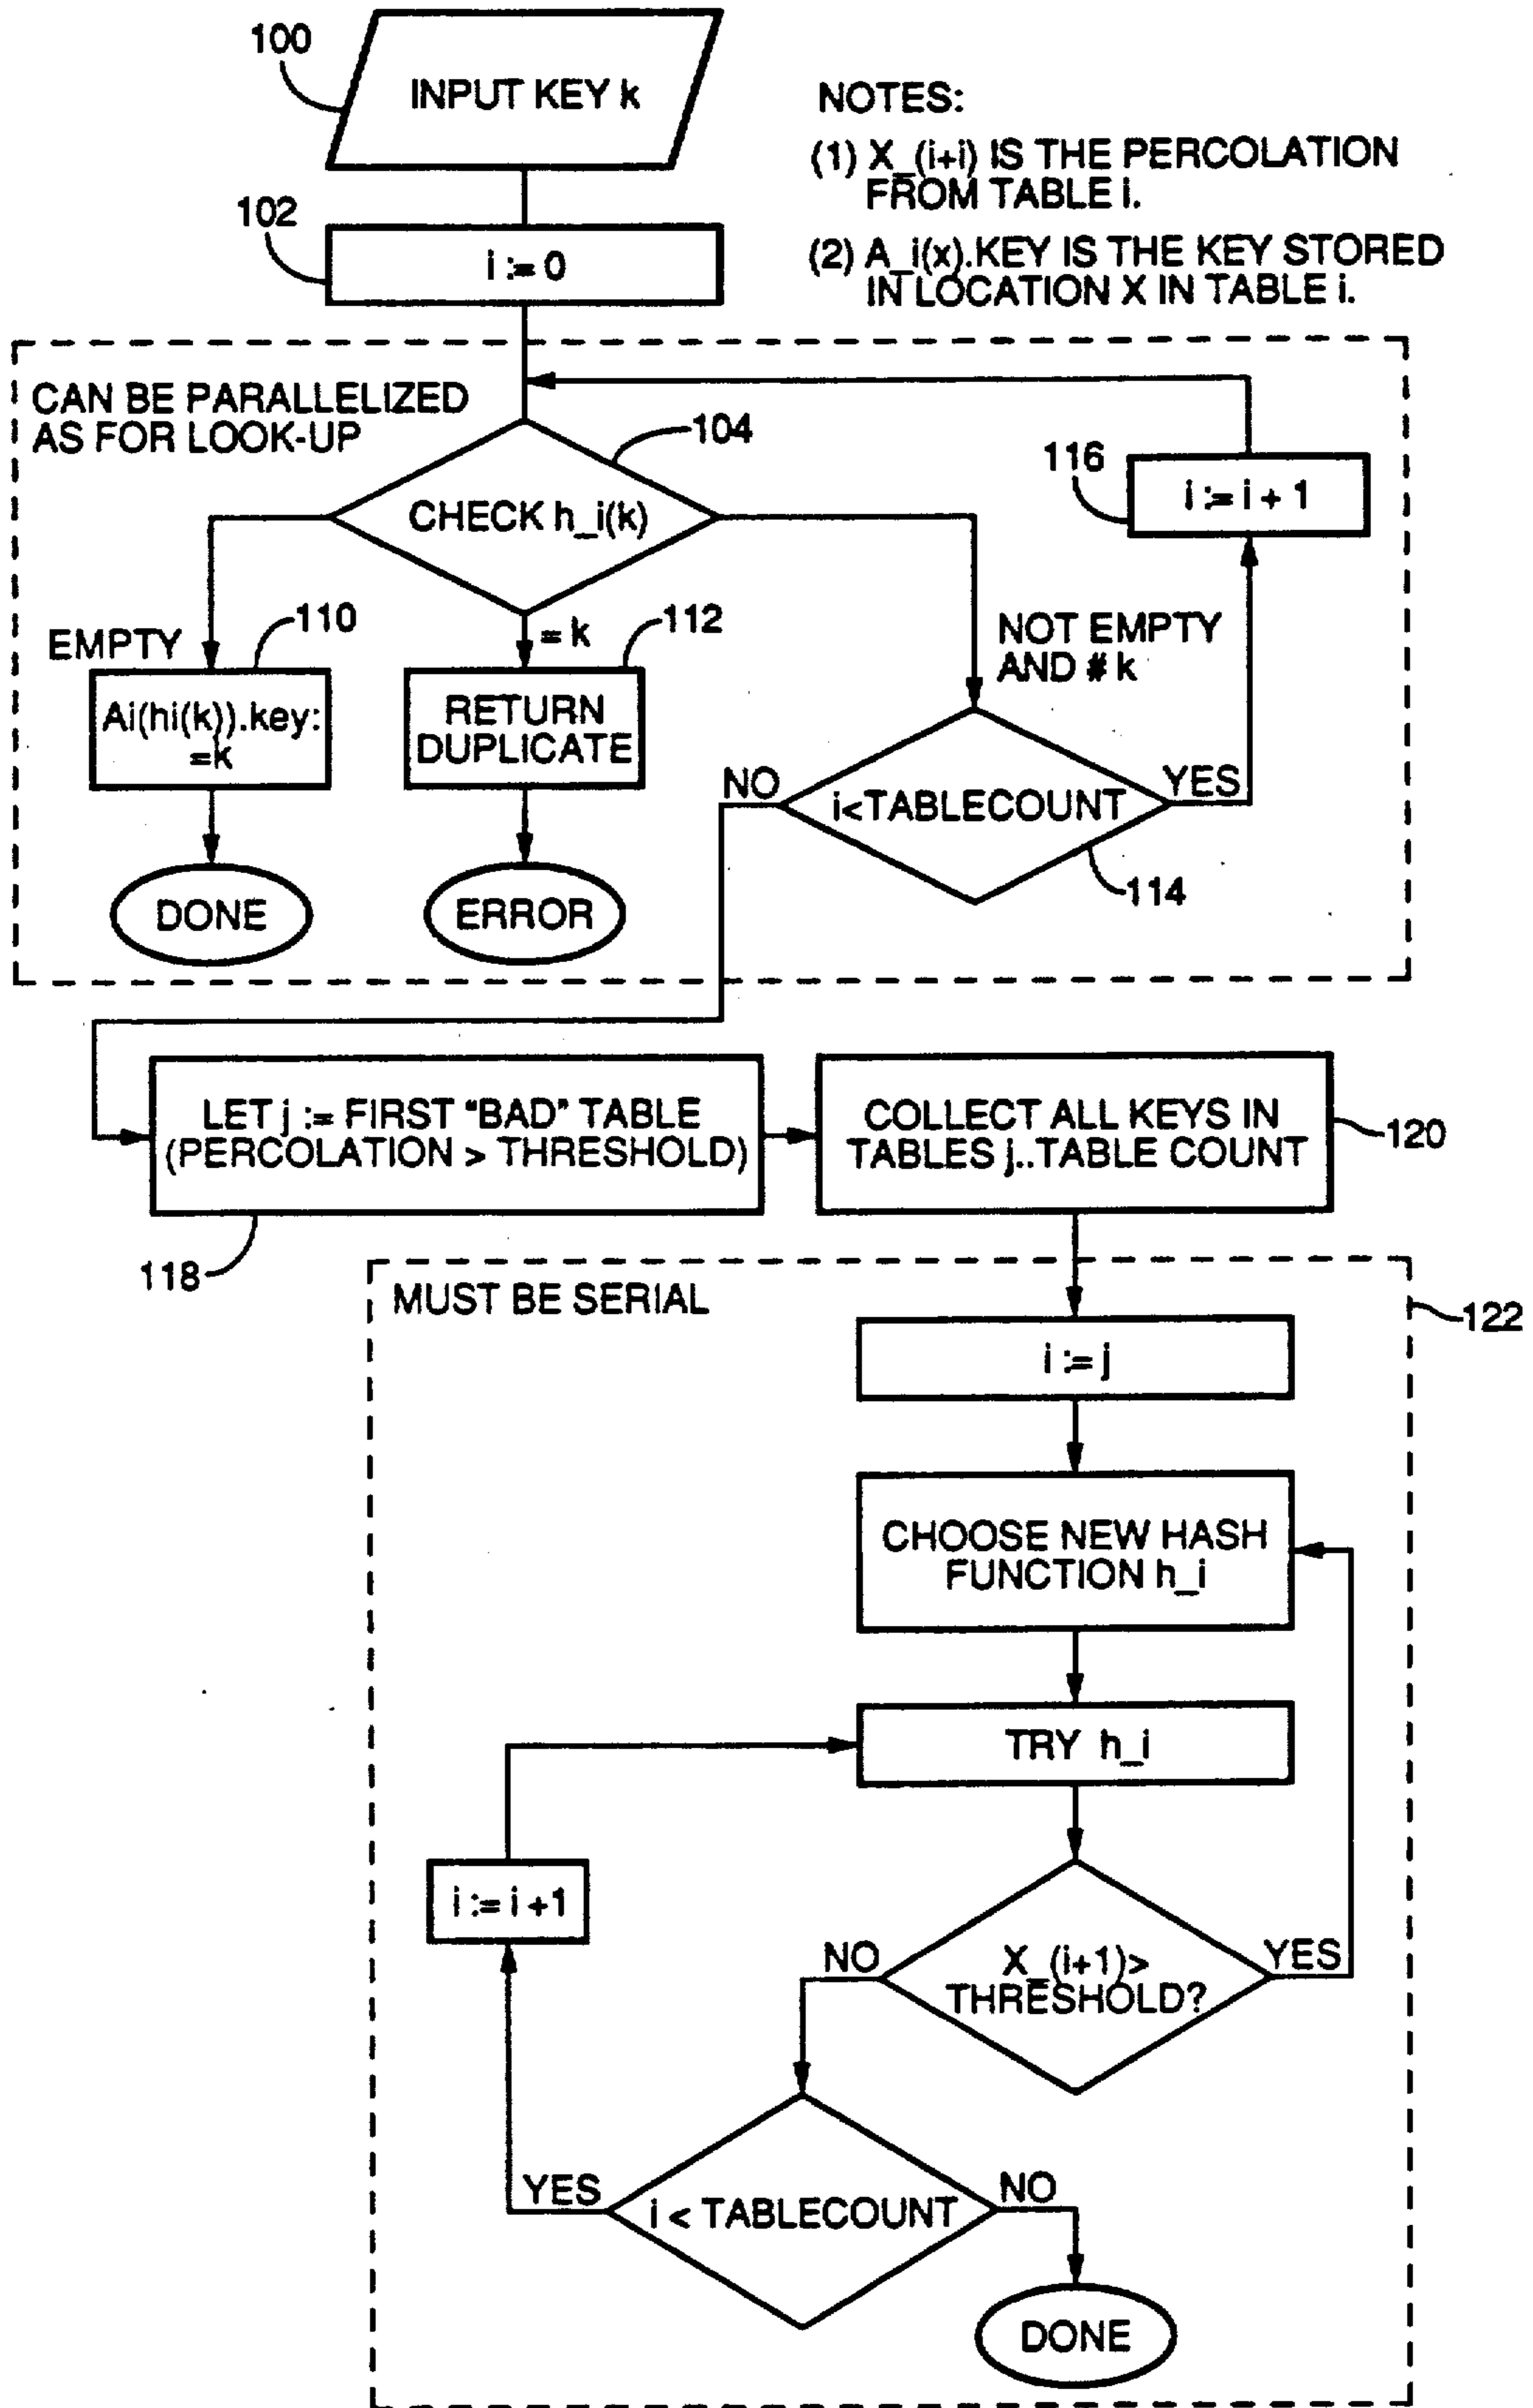 100
INPUT KEY k
NOTES:
(1) X_(i+i) IS THE PERCOLATION
FROM TABLE i.
(2) A_i(x).KEY IS THE KEY STORED
IN LOCATION X IN TABLE i.
102
i := 0
CAN BE PARALLELIZED
AS FOR LOOK-UP
104
CHECK h_i(k)
116
i := i + 1
EMPTY
110
= k
112
NOT EMPTY
AND # k
Ai(hi(k)).key:
=k
RETURN
DUPLICATE
NO
i<TABLECOUNT
YES
114
DONE
ERROR
LET j := FIRST "BAD" TABLE
(PERCOLATION > THRESHOLD)
118
COLLECT ALL KEYS IN
TABLES j..TABLE COUNT
120
MUST BE SERIAL
122
i := j
CHOOSE NEW HASH
FUNCTION h_i
TRY h_i
i := i +1
NO
X_(i+1)>
THRESHOLD?
YES
YES
i < TABLECOUNT
NO
DONE